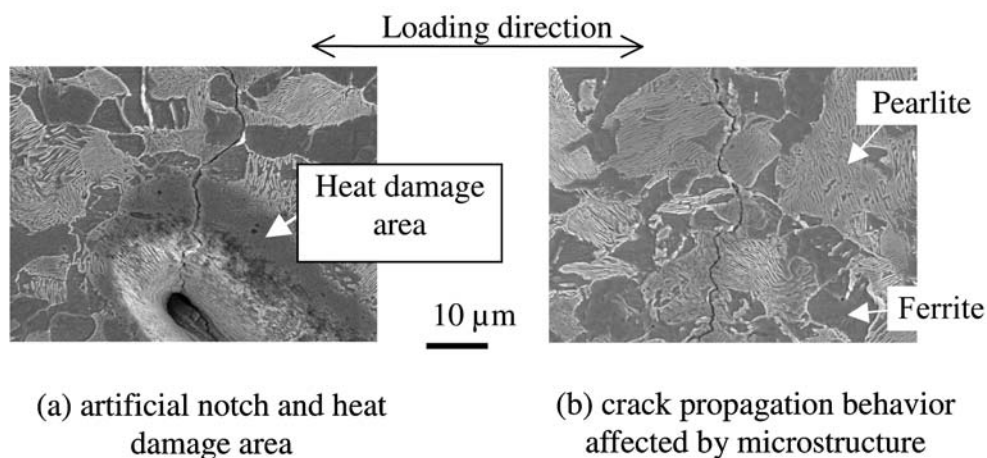 Loading direction
Heat damage
area
Pearlite
Ferrite
10 µm
(a) artificial notch and heat
damage area
(b) crack propagation behavior
affected by microstructure